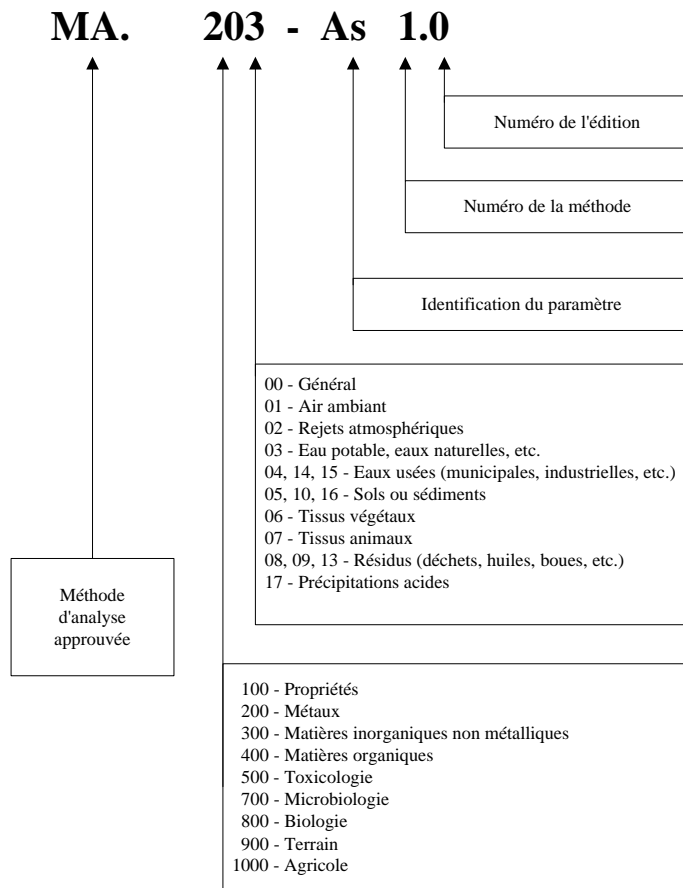 MA. 203 - As 1.0
Numéro de l'édition
Numéro de la méthode
Identification du paramètre
00 - Général
01 - Air ambiant
02 - Rejets atmosphériques
03 - Eau potable, eaux naturelles, etc.
04, 14, 15 - Eaux usées (municipales, industrielles, etc.)
05, 10, 16 - Sols ou sédiments
06 - Tissus végétaux
07 - Tissus animaux
08, 09, 13 - Résidus (déchets, huiles, boues, etc.)
17 - Précipitations acides
Méthode
d'analyse
approuvée
100 - Propriétés
200 - Métaux
300 - Matières inorganiques non métalliques
400 - Matières organiques
500 - Toxicologie
700 - Microbiologie
800 - Biologie
900 - Terrain
1000 - Agricole